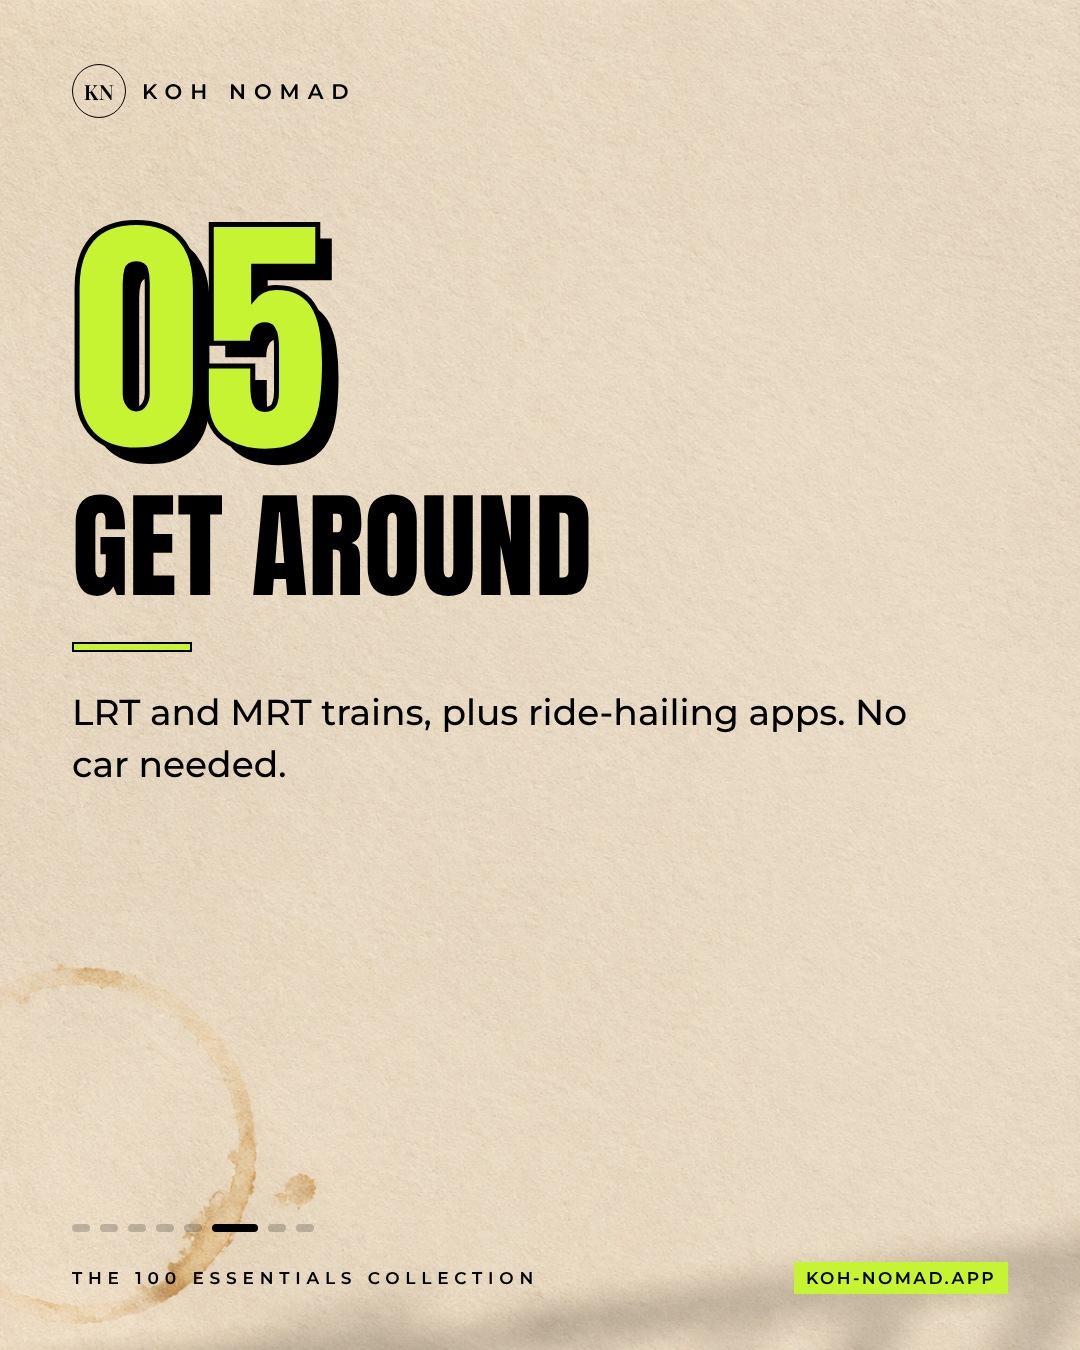 KN KOH NOMAD
05
GET AROUND
LRT and MRT trains, plus ride-hailing apps. No
car needed.
THE 100 ESSENTIALS COLLECTION
KOH-NOMAD.APP